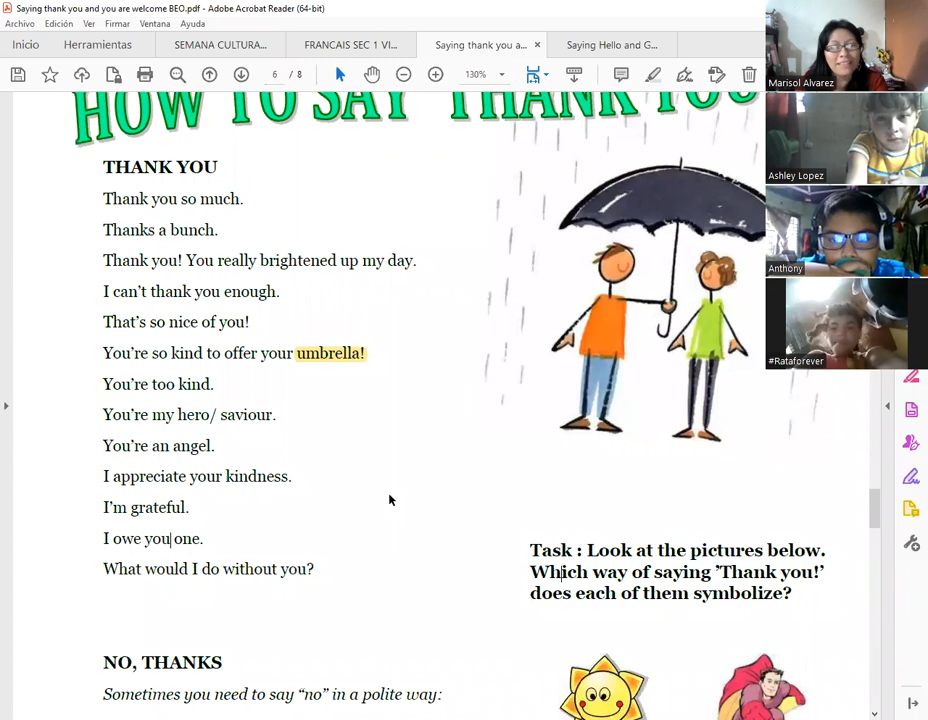 Saying thank you and you are welcome BEO.pdf - Adobe Acrobat Reader (64-bit)
Archivo Edición Ver Firmar Ventana Ayuda
Inicio Herramientas SEMANA CULTURA... FRANCAIS SEC 1 VI... Saying thank you a... × Saying Hello and G...
6 / 8 130%
HOW TO SAY THANK YOU
THANK YOU
Thank you so much.
Thanks a bunch.
Thank you! You really brightened up my day.
I can't thank you enough.
That's so nice of you!
You're so kind to offer your umbrella!
You're too kind.
You're my hero/ saviour.
You're an angel.
I appreciate your kindness.
I'm grateful.
I owe you one.
What would I do without you?
Task : Look at the pictures below.
Which way of saying 'Thank you!'
does each of them symbolize?
NO, THANKS
Sometimes you need to say “no” in a polite way:
Marisol Alvarez
Ashley Lopez
Anthony
#Rataforever